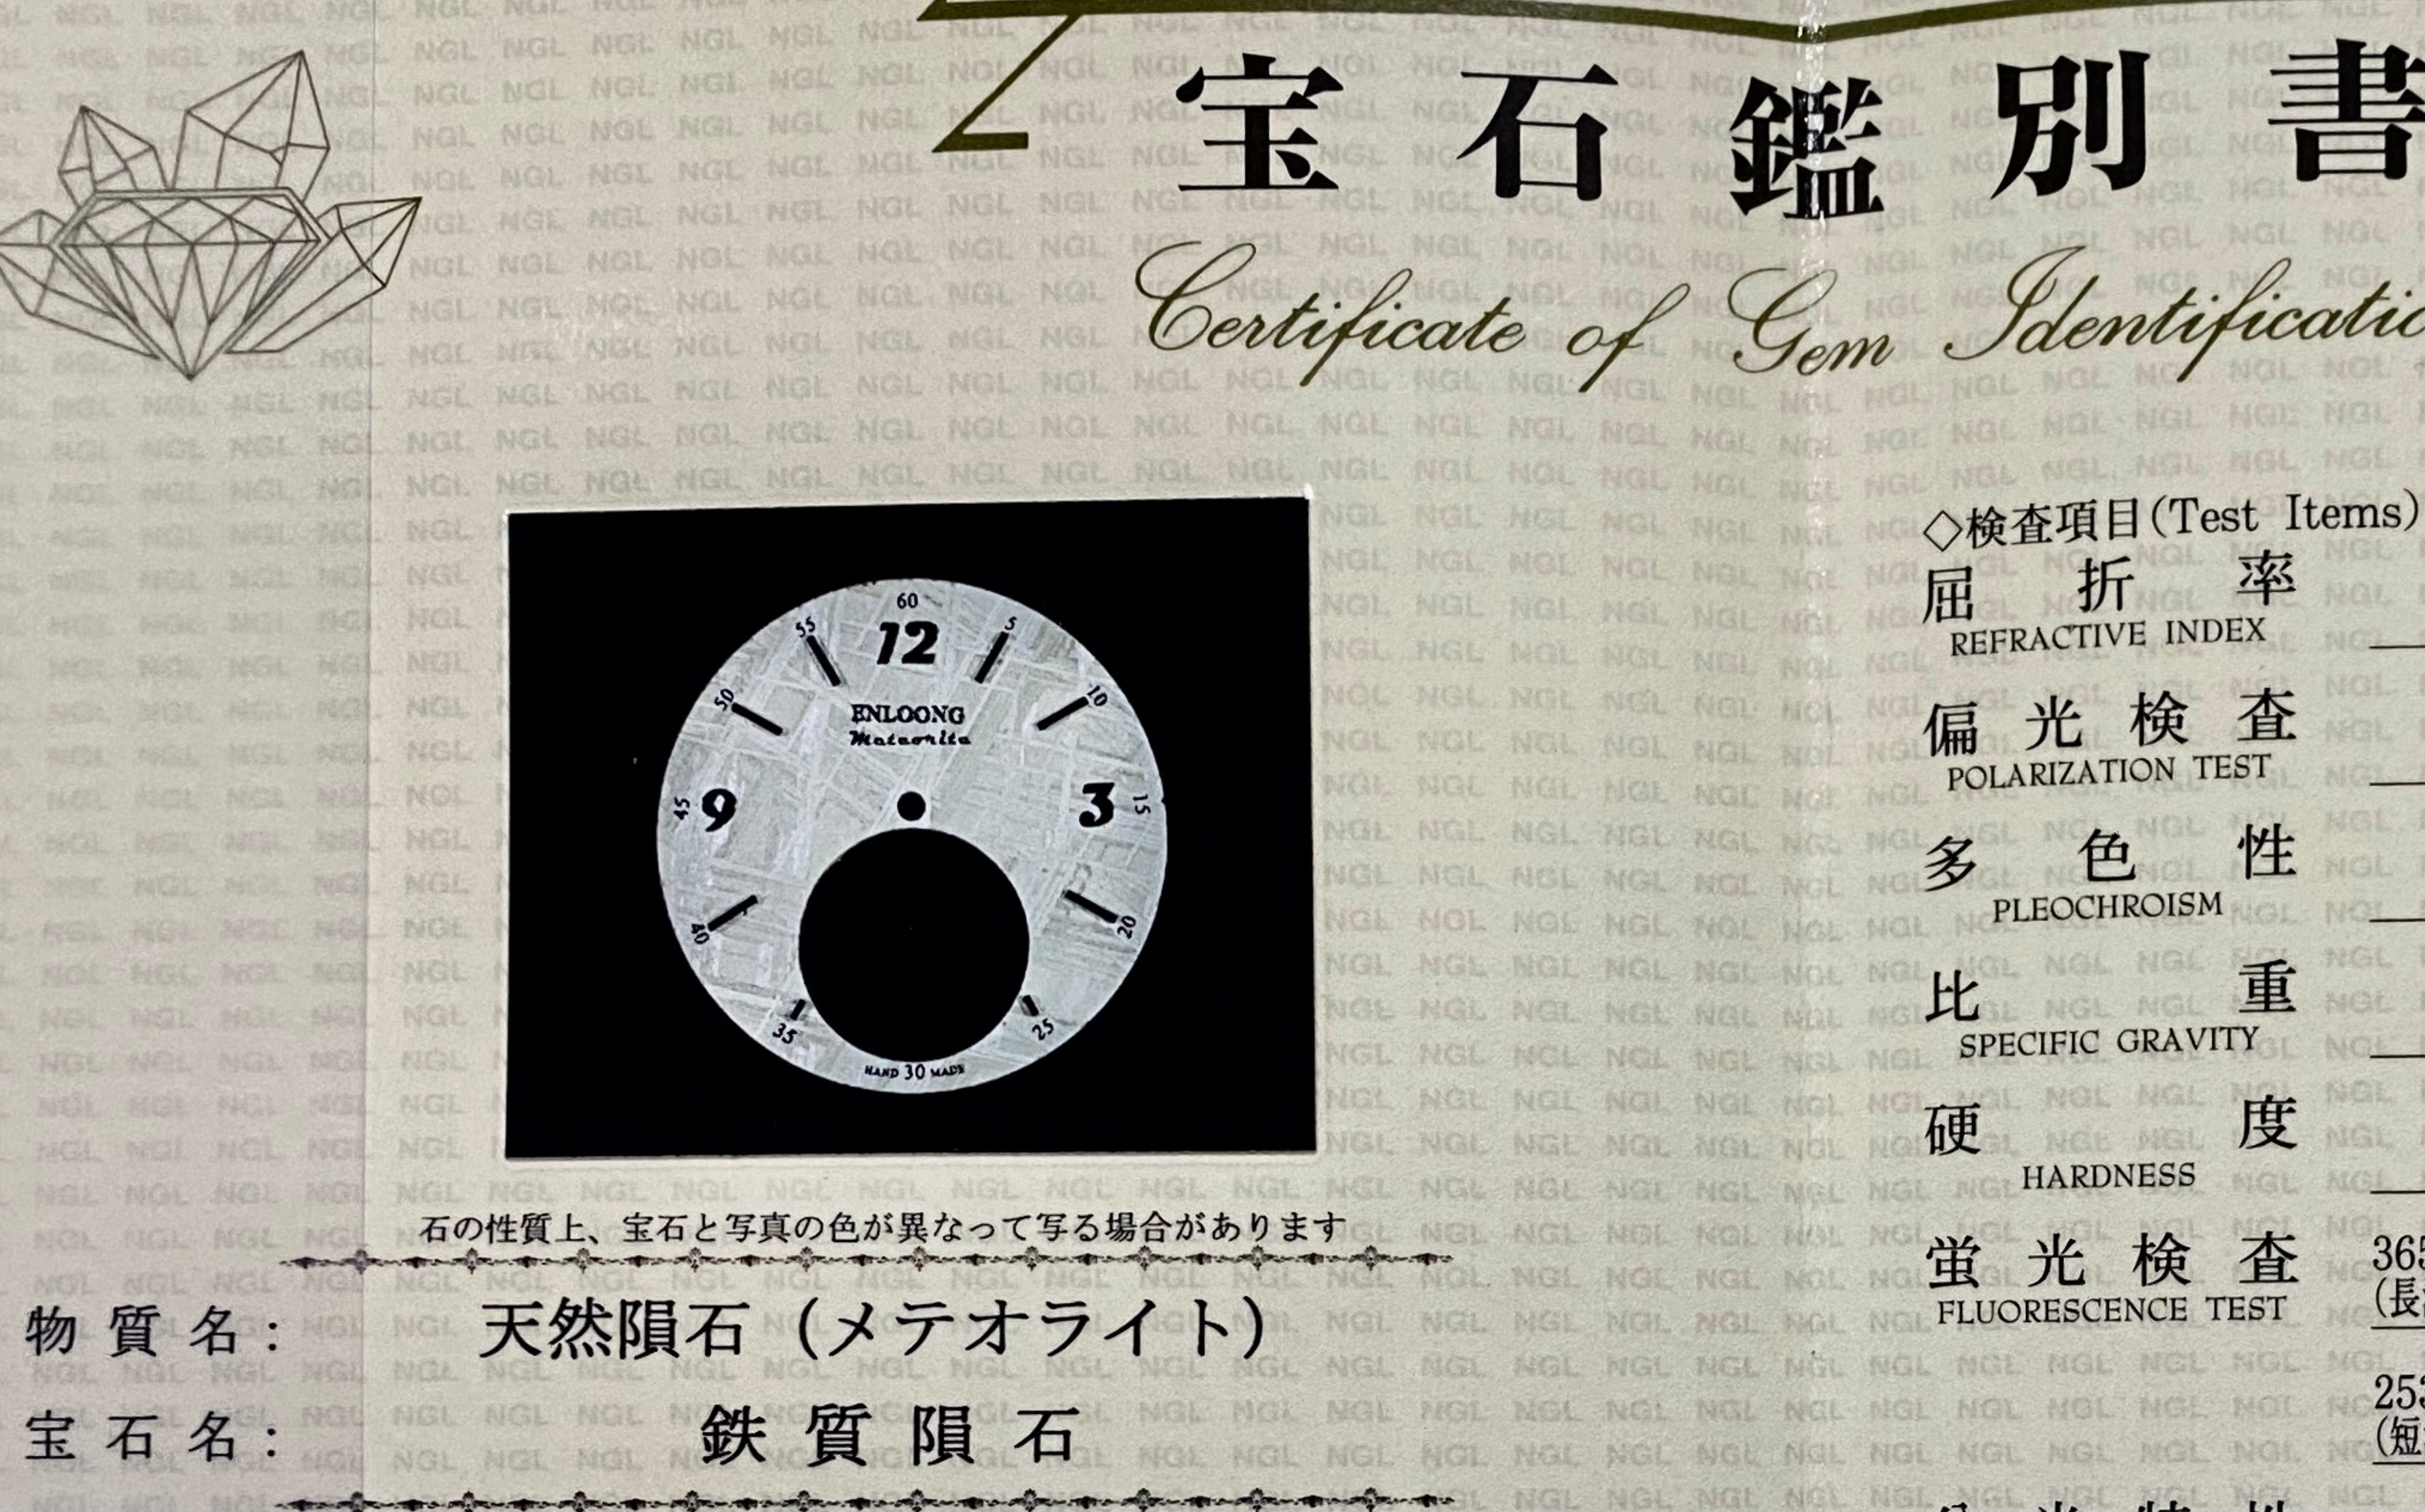 宝石鑑別書
Certificate of Gem
60
55 12 5
50 10
ENLOONG
Meteorite
45 9 3 15
40 20
35 25
HAND 30 MADE
石の性質上、宝石と写真の色が異なって写る場合があります
物質名: 天然隕石（メテオライト）
宝石名: 鉄質隕石
◇検査項目(Test Items)
屈折率
REFRACTIVE INDEX
偏光検査
POLARIZATION TEST
多色性
PLEOCHROISM
比重
SPECIFIC GRAVITY
硬度
HARDNESS
蛍光検査
FLUORESCENCE TEST
365
(長
253
(短